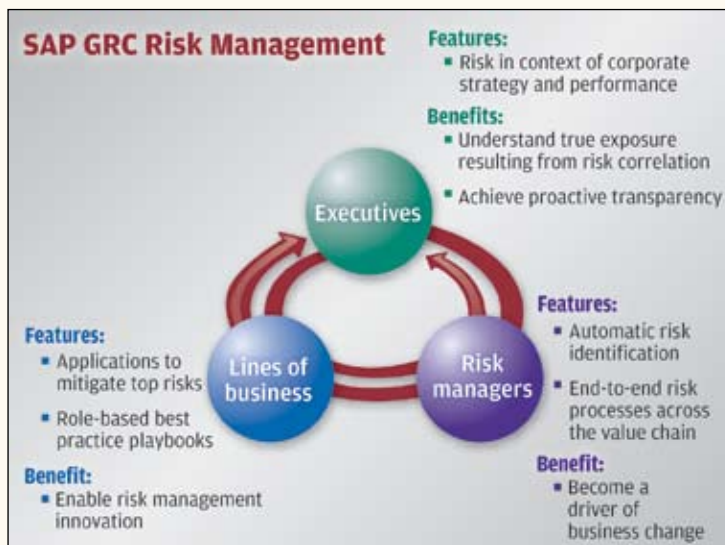 SAP GRC Risk Management
Features:
▪ Risk in context of corporate
strategy and performance
Benefits:
▪ Understand true exposure
resulting from risk correlation
▪ Achieve proactive transparency
Executives
Lines of
business
Risk
managers
Features:
▪ Applications to
mitigate top risks
▪ Role-based best
practice playbooks
Benefit:
▪ Enable risk management
innovation
Features:
▪ Automatic risk
identification
▪ End-to-end risk
processes across
the value chain
Benefit:
▪ Become a
driver of
business change